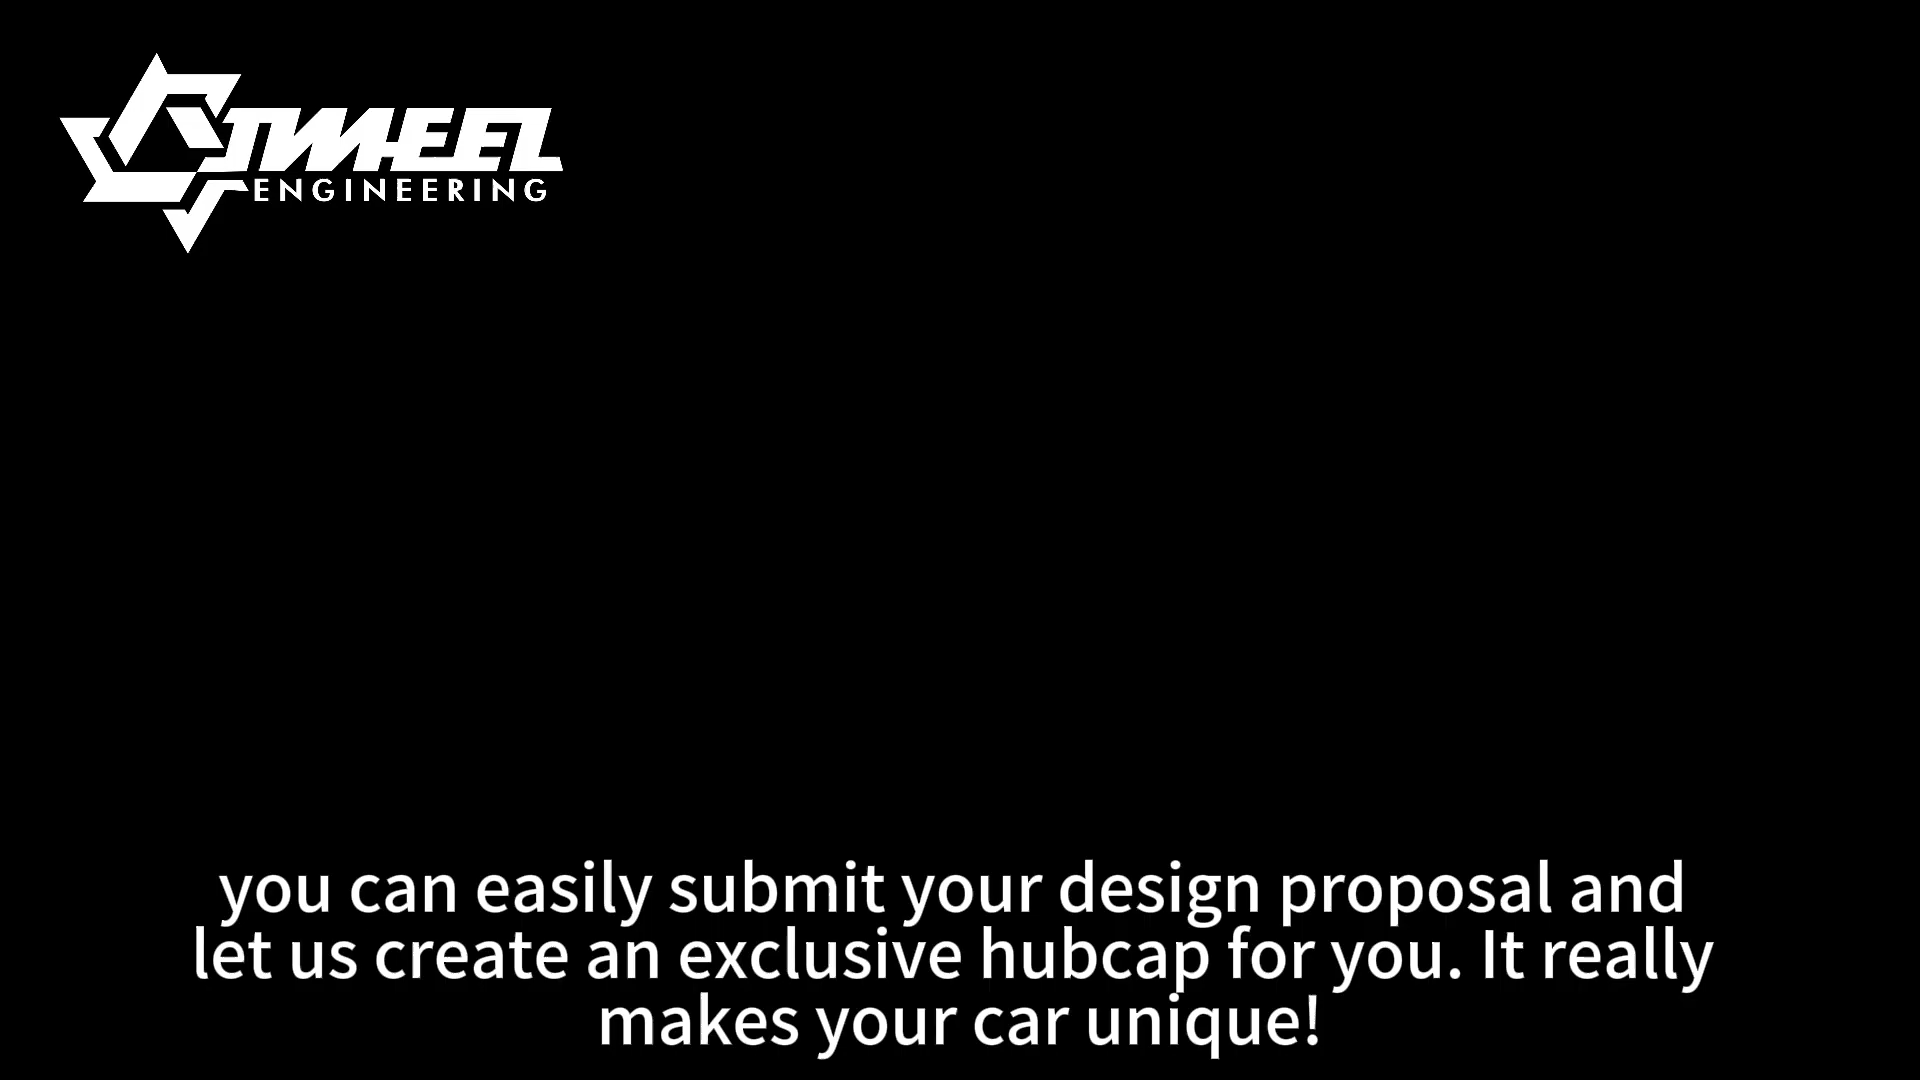 JWHEEL
ENGINEERING
you can easily submit your design proposal and
let us create an exclusive hubcap for you. It really
makes your car unique!